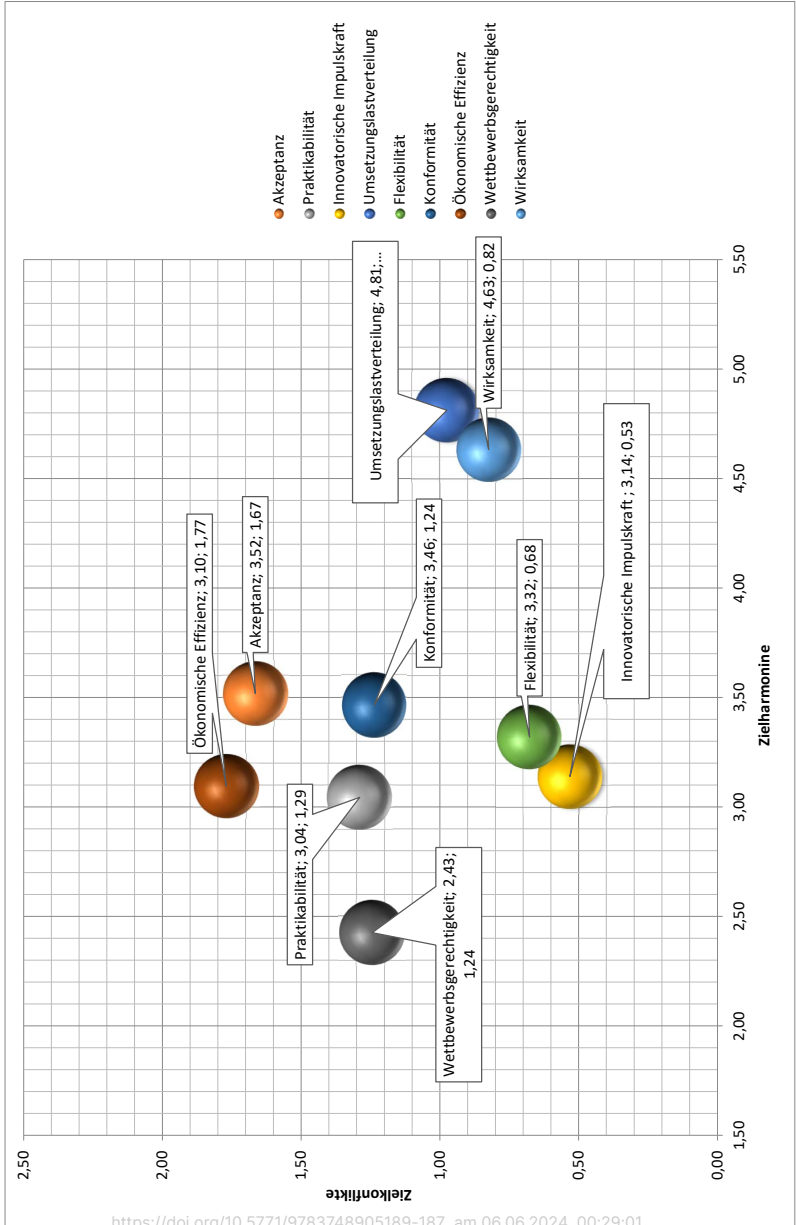 2,50
2,00
1,50
1,00
0,50
0,00
Zielkonflikte
1,50
2,00
2,50
3,00
3,50
4,00
4,50
5,00
5,50
Zielharmonine
Ökonomische Effizienz; 3,10; 1,77
Akzeptanz; 3,52; 1,67
Praktikabilität; 3,04; 1,29
Konformität; 3,46; 1,24
Wettbewerbsgerechtigkeit; 2,43;
1,24
Umsetzungslastverteilung; 4,81;...
Wirksamkeit; 4,63; 0,82
Flexibilität; 3,32; 0,68
Innovatorische Impulskraft ; 3,14; 0,53
Akzeptanz
Praktikabilität
Innovatorische Impulskraft
Umsetzungslastverteilung
Flexibilität
Konformität
Ökonomische Effizienz
Wettbewerbsgerechtigkeit
Wirksamkeit
https://doi.org/10.5771/9783748905189-187, am 06.06.2024, 00:29:01